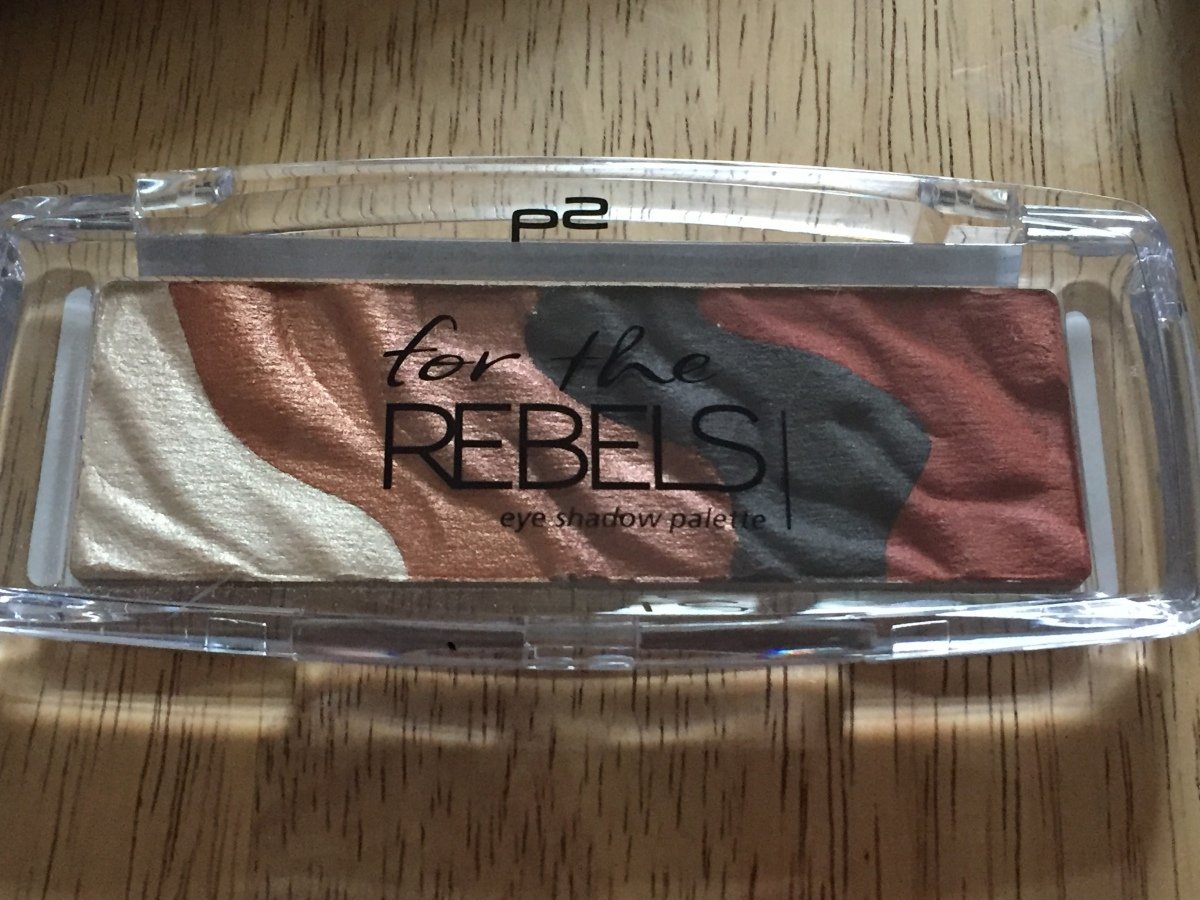 p2
for the
REBELS
eye shadow palette